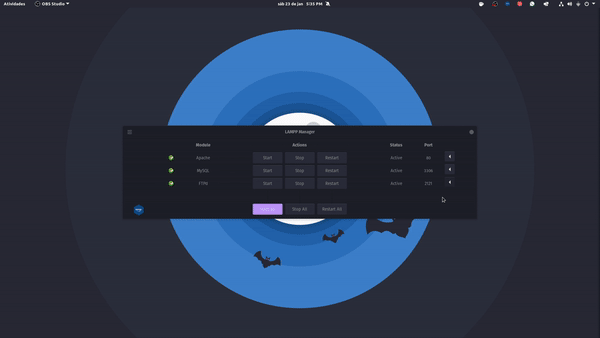 Atividades OBS Studio sáb 23 de jan 3:35 PM
LAMPP Manager
Module Actions Status Port
Apache Start Stop Restart Active 80
MySQL Start Stop Restart Active 3306
FTPd Start Stop Restart Active 2121
Start All Stop All Restart All